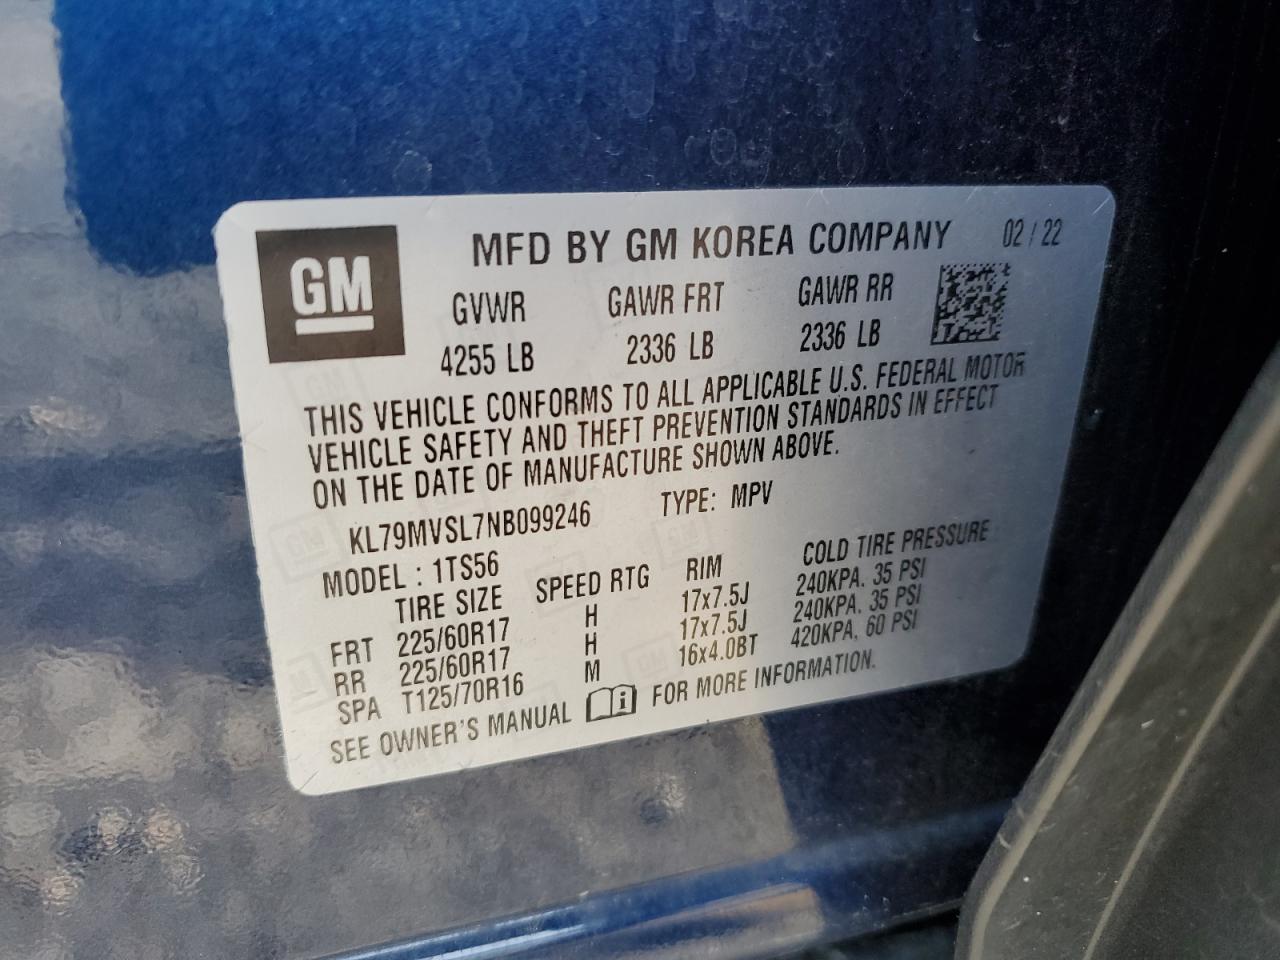 GM
MFD BY GM KOREA COMPANY 02 / 22
GVWR GAWR FRT GAWR RR
4255 LB 2336 LB 2336 LB
THIS VEHICLE CONFORMS TO ALL APPLICABLE U.S. FEDERAL MOTOR
VEHICLE SAFETY AND THEFT PREVENTION STANDARDS IN EFFECT
ON THE DATE OF MANUFACTURE SHOWN ABOVE.
KL79MVSL7NB099246 TYPE: MPV
MODEL : 1TS56
TIRE SIZE SPEED RTG RIM COLD TIRE PRESSURE
FRT 225/60R17 H 17x7.5J 240KPA. 35 PSI
RR 225/60R17 H 17x7.5J 240KPA. 35 PSI
SPA T125/70R16 M 16x4.0BT 420KPA. 60 PSI
SEE OWNER'S MANUAL FOR MORE INFORMATION.